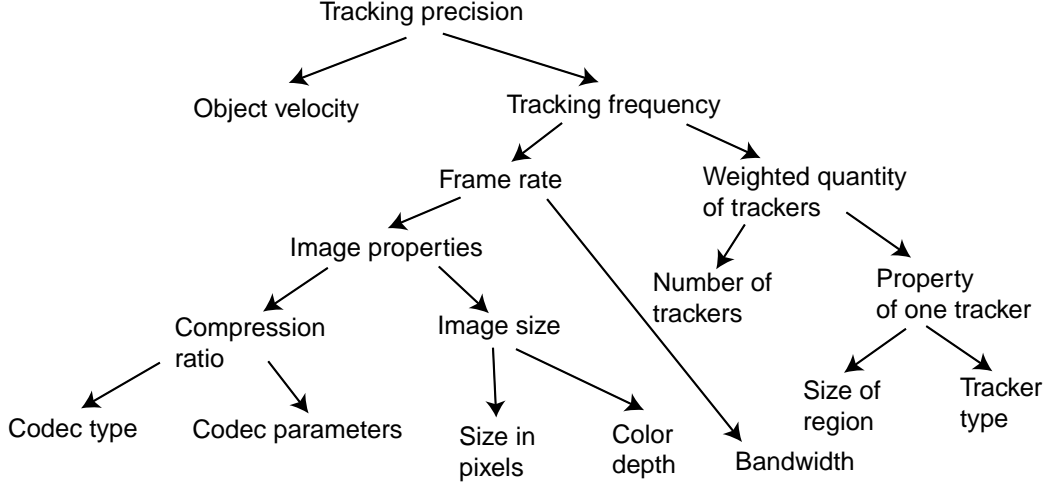 Tracking precision
Object velocity
Tracking frequency
Frame rate
Weighted quantity
of trackers
Image properties
Number of
trackers
Property
of one tracker
Compression
ratio
Image size
Size of
region
Tracker
type
Codec type
Codec parameters
Size in
pixels
Color
depth
Bandwidth